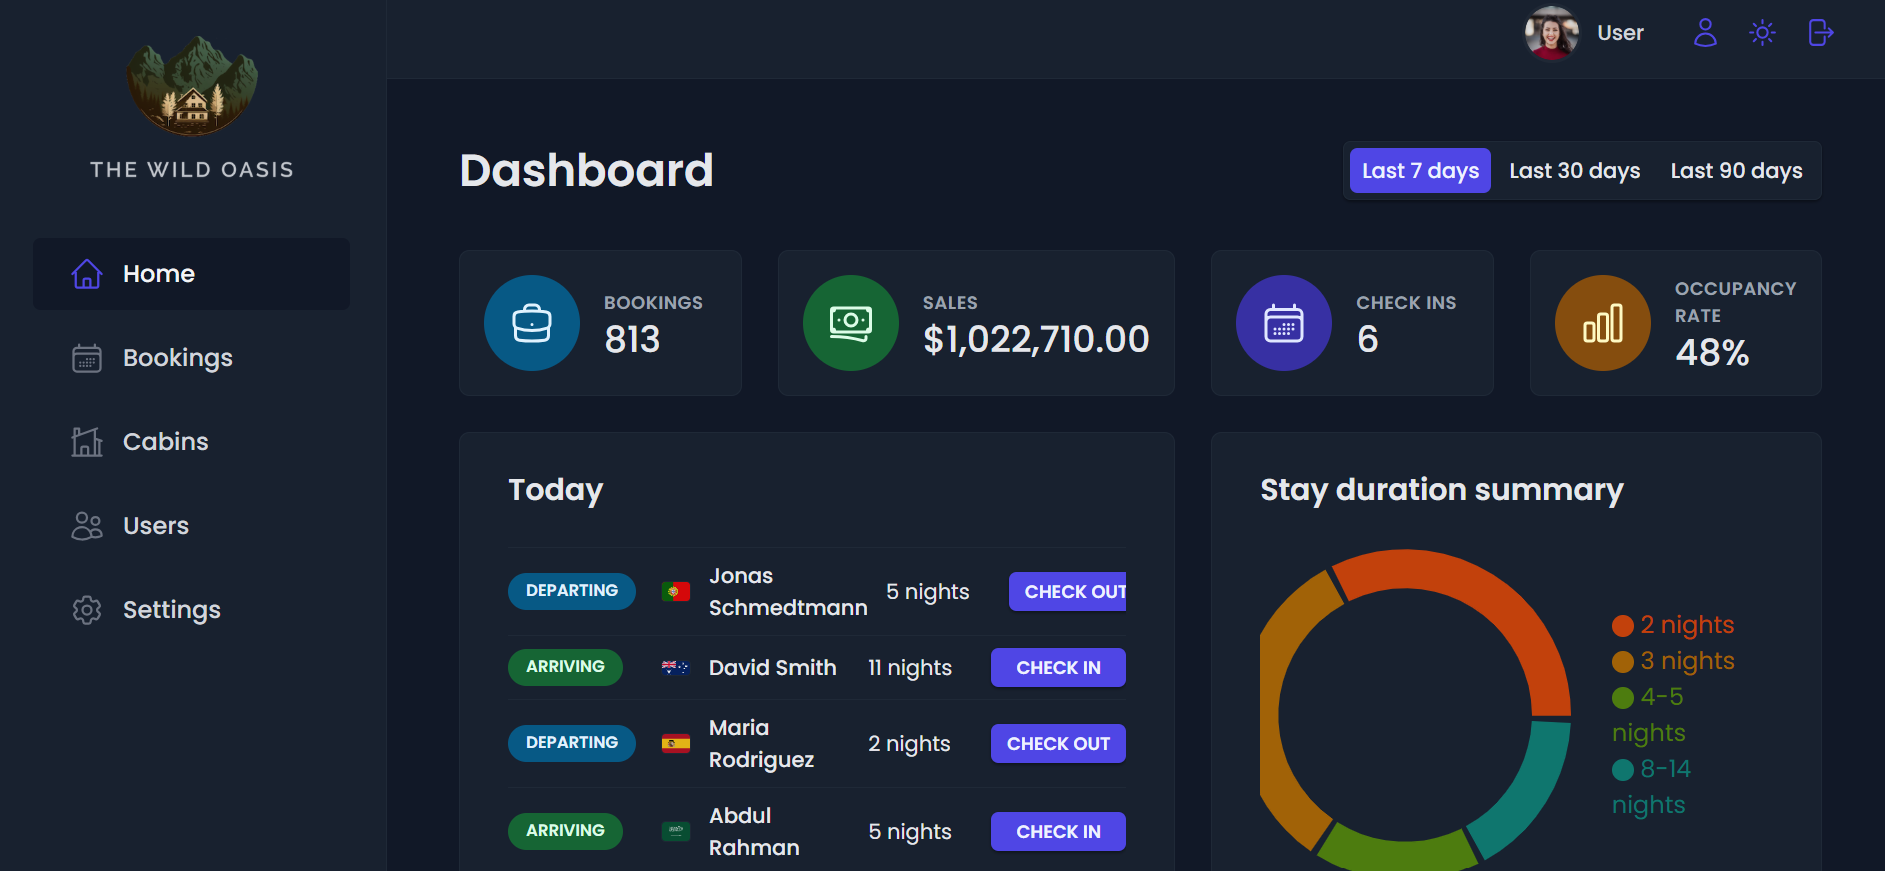 THE WILD OASIS
Home
Bookings
Cabins
Users
Settings
User
Dashboard
Last 7 days
Last 30 days
Last 90 days
BOOKINGS
813
SALES
$1,022,710.00
CHECK INS
6
OCCUPANCY
RATE
48%
Today
DEPARTING
Jonas
Schmedtmann
5 nights
CHECK OUT
ARRIVING
David Smith
11 nights
CHECK IN
DEPARTING
Maria
Rodriguez
2 nights
CHECK OUT
ARRIVING
Abdul
Rahman
5 nights
CHECK IN
Stay duration summary
2 nights
3 nights
4-5
nights
8-14
nights